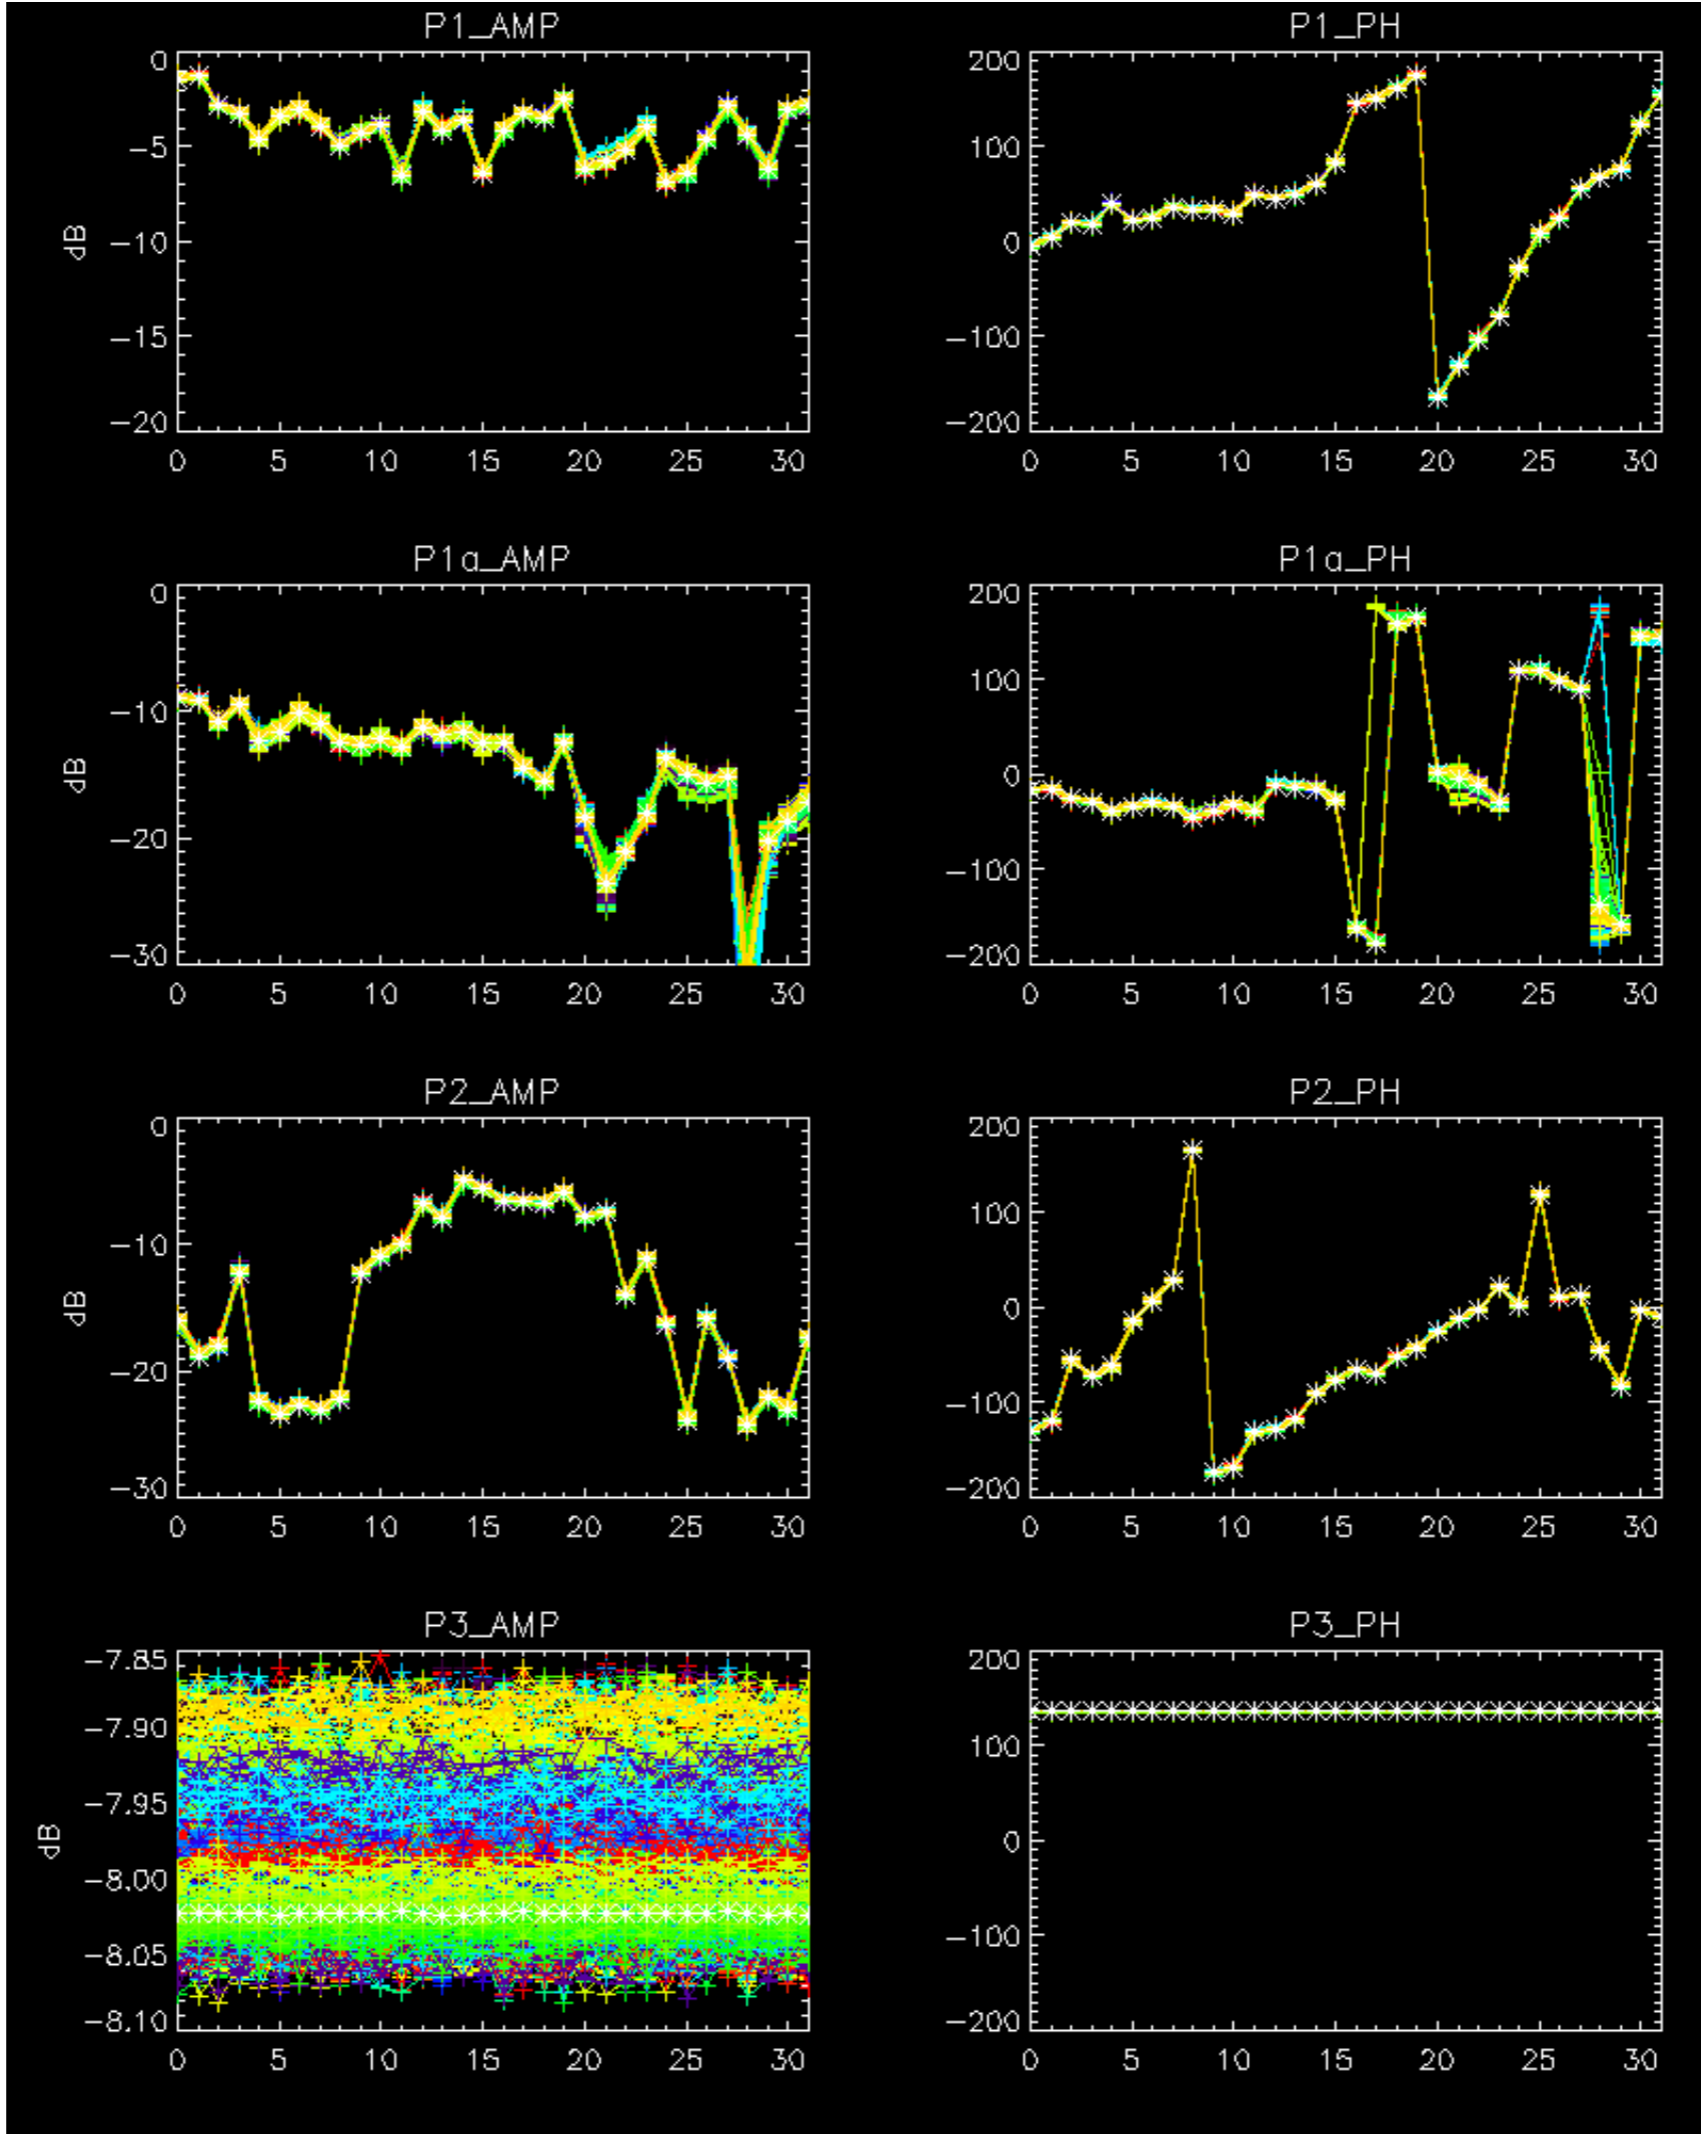 P1_AMP P1_PH
0 200
-5 100
dB -10 0
-15 -100
-20 -200
0 5 10 15 20 25 30 0 5 10 15 20 25 30
P1a_AMP P1a_PH
0 200
-10 100
dB 0
-20 -100
-30 -200
0 5 10 15 20 25 30 0 5 10 15 20 25 30
P2_AMP P2_PH
0 200
-10 100
dB 0
-20 -100
-30 -200
0 5 10 15 20 25 30 0 5 10 15 20 25 30
P3_AMP P3_PH
-7.85 200
-7.90 100
-7.95
dB 0
-8.00
-8.05 -100
-8.10 -200
0 5 10 15 20 25 30 0 5 10 15 20 25 30